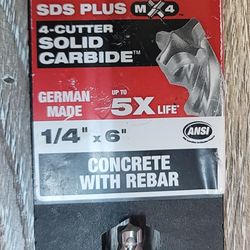 SDS PLUS MX4
4-CUTTER
SOLID
CARBIDE™
GERMAN
MADE
UP TO
5X
LIFE*
ANSI
1/4" x 6"
CONCRETE
WITH REBAR